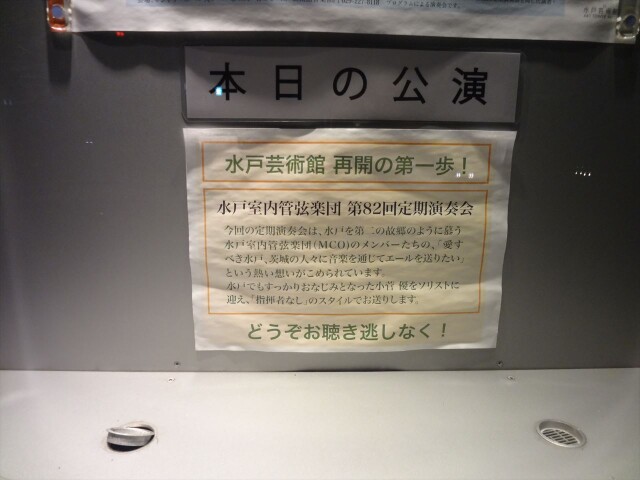 本日の公演
水戸芸術館 再開の第一歩！
水戸室内管弦楽団 第82回定期演奏会
今回の定期演奏会は、水戸を第二の故郷のように慕う
水戸室内管弦楽団(MCO)のメンバーたちの、「愛す
べき水戸、茨城の人々に音楽を通じてエールを送りたい」
という熱い想いがこめられています。
水戸でもすっかりおなじみとなった小菅 優をソリストに
迎え、「指揮者なし」のスタイルでお送りします。
どうぞお聴き逃しなく！